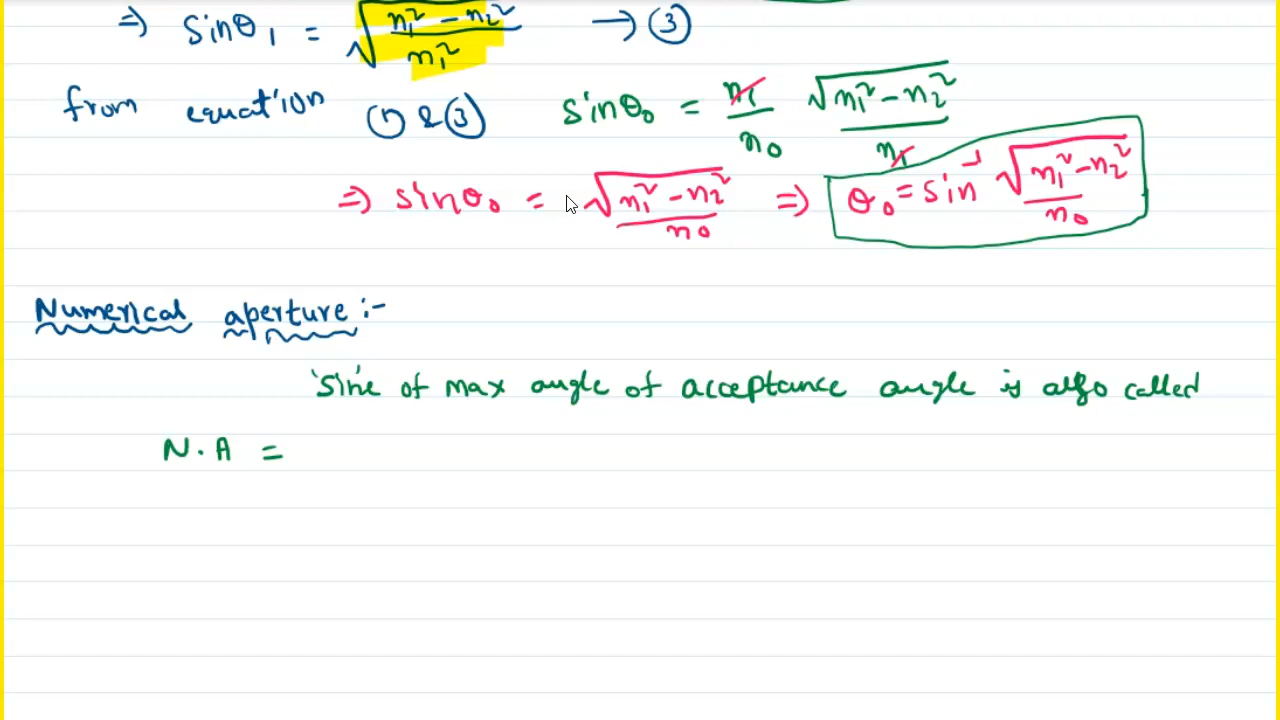 ⇒ sinθ₁ = √(n₁² − n₂² / n₁²) → ③
from equation ① & ③ sinθ₀ = n₁/n₀ √(n₁² − n₂²)/n₁
⇒ sinθ₀ = √(n₁² − n₂²)/n₀ ⇒ θ₀ = sin⁻¹ √(n₁² − n₂²)/n₀
Numerical aperture :-
'Sine' of max angle of acceptance angle is also called
N.A =